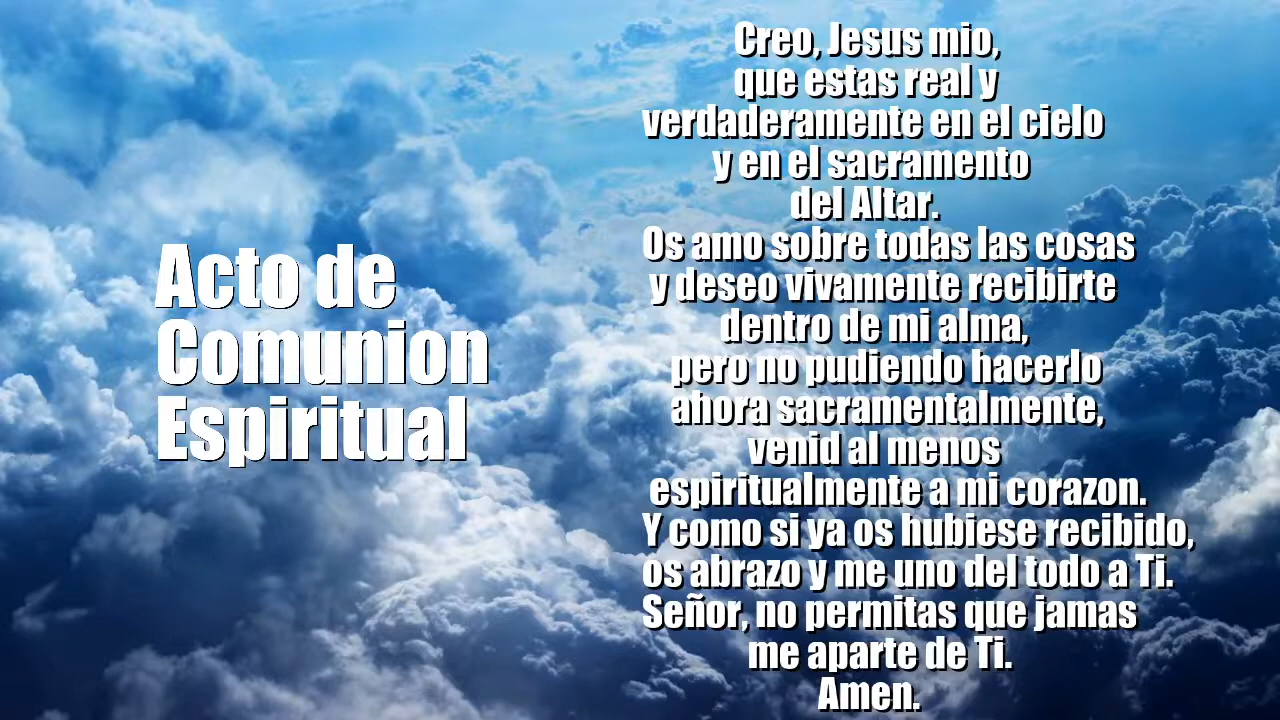 Acto de
Comunion
Espiritual
Creo, Jesus mio,
que estas real y
verdaderamente en el cielo
y en el sacramento
del Altar.
Os amo sobre todas las cosas
y deseo vivamente recibirte
dentro de mi alma,
pero no pudiendo hacerlo
ahora sacramentalmente,
venid al menos
espiritualmente a mi corazon.
Y como si ya os hubiese recibido,
os abrazo y me uno del todo a Ti.
Señor, no permitas que jamas
me aparte de Ti.
Amen.